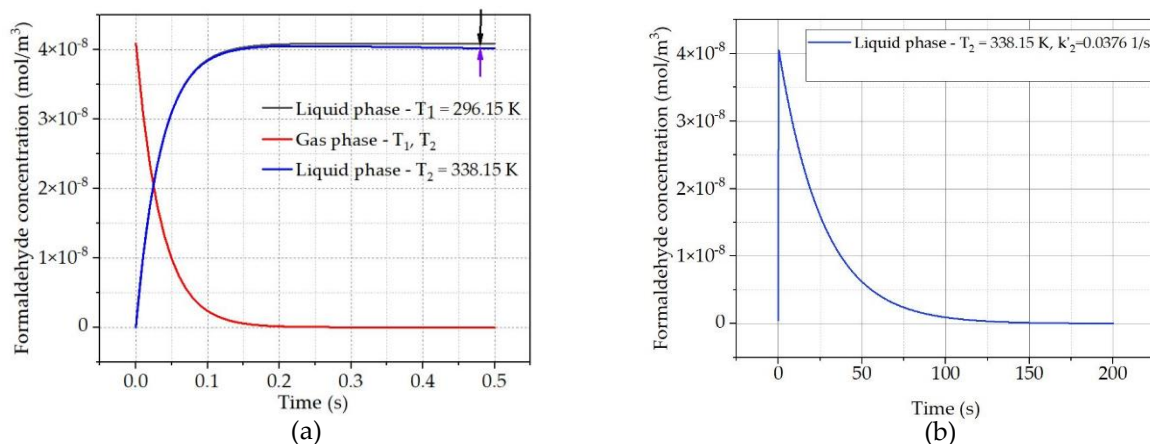 Formaldehyde concentration (mol/m³)
4×10⁻⁸
3×10⁻⁸
2×10⁻⁸
1×10⁻⁸
0
Liquid phase - T₁ = 296.15 K
Gas phase - T₁, T₂
Liquid phase - T₂ = 338.15 K
0.0 0.1 0.2 0.3 0.4 0.5
Time (s)
(a)
Formaldehyde concentration (mol/m³)
4×10⁻⁸
3×10⁻⁸
2×10⁻⁸
1×10⁻⁸
0
Liquid phase - T₂ = 338.15 K, k'₂=0.0376 1/s
0 50 100 150 200
Time (s)
(b)